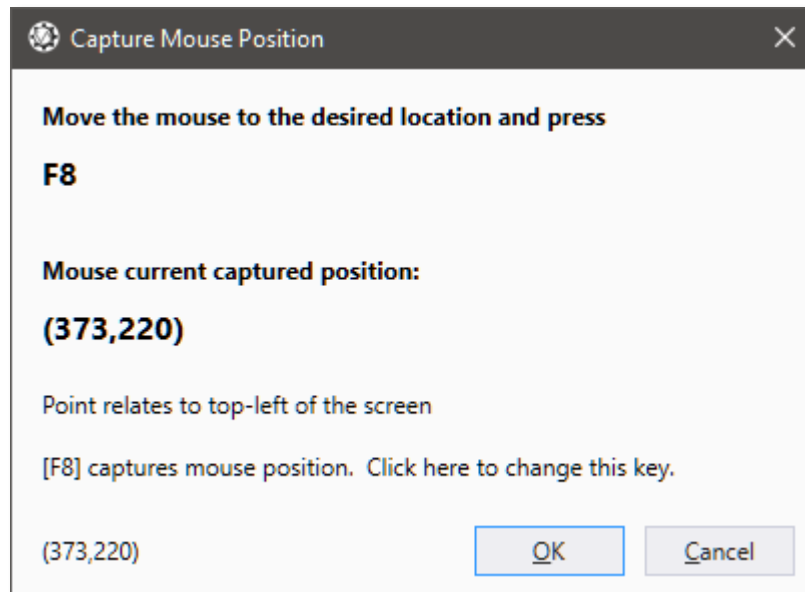 Capture Mouse Position
Move the mouse to the desired location and press
F8
Mouse current captured position:
(373,220)
Point relates to top-left of the screen
[F8] captures mouse position.  Click here to change this key.
(373,220)
OK
Cancel